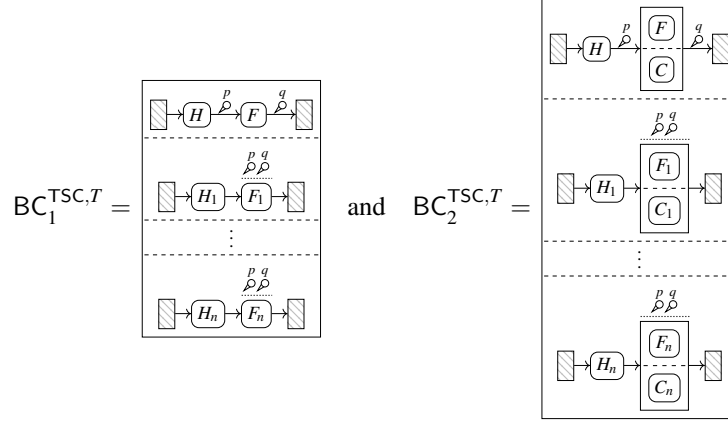 BC₁^{TSC,T} =
p q
H F
p q
H₁ F₁
⋮
p q
Hₙ Fₙ
and
BC₂^{TSC,T} =
p q
H F
C
p q
F₁
H₁
C₁
⋮
p q
Fₙ
Hₙ
Cₙ